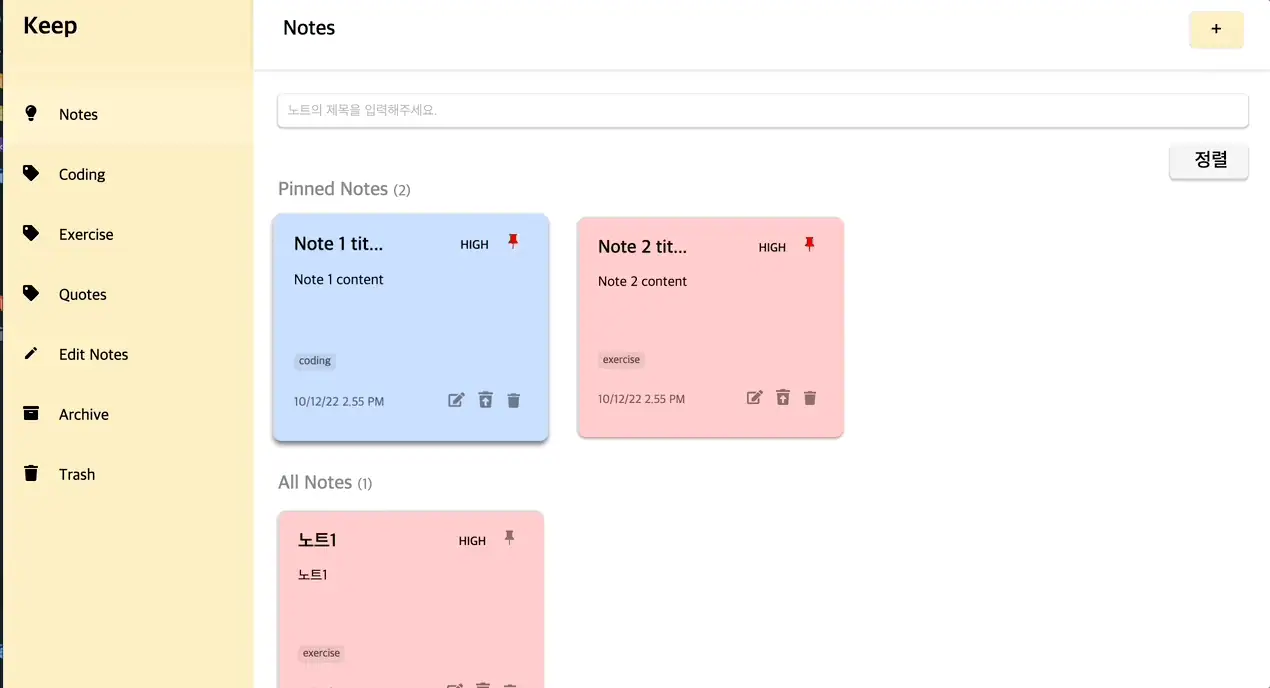 Keep
Notes
Coding
Exercise
Quotes
Edit Notes
Archive
Trash
Notes
+
노트의 제목을 입력해주세요.
정렬
Pinned Notes (2)
Note 1 tit...
HIGH
Note 1 content
coding
10/12/22 2.55 PM
Note 2 tit...
HIGH
Note 2 content
exercise
10/12/22 2.55 PM
All Notes (1)
노트1
HIGH
노트1
exercise